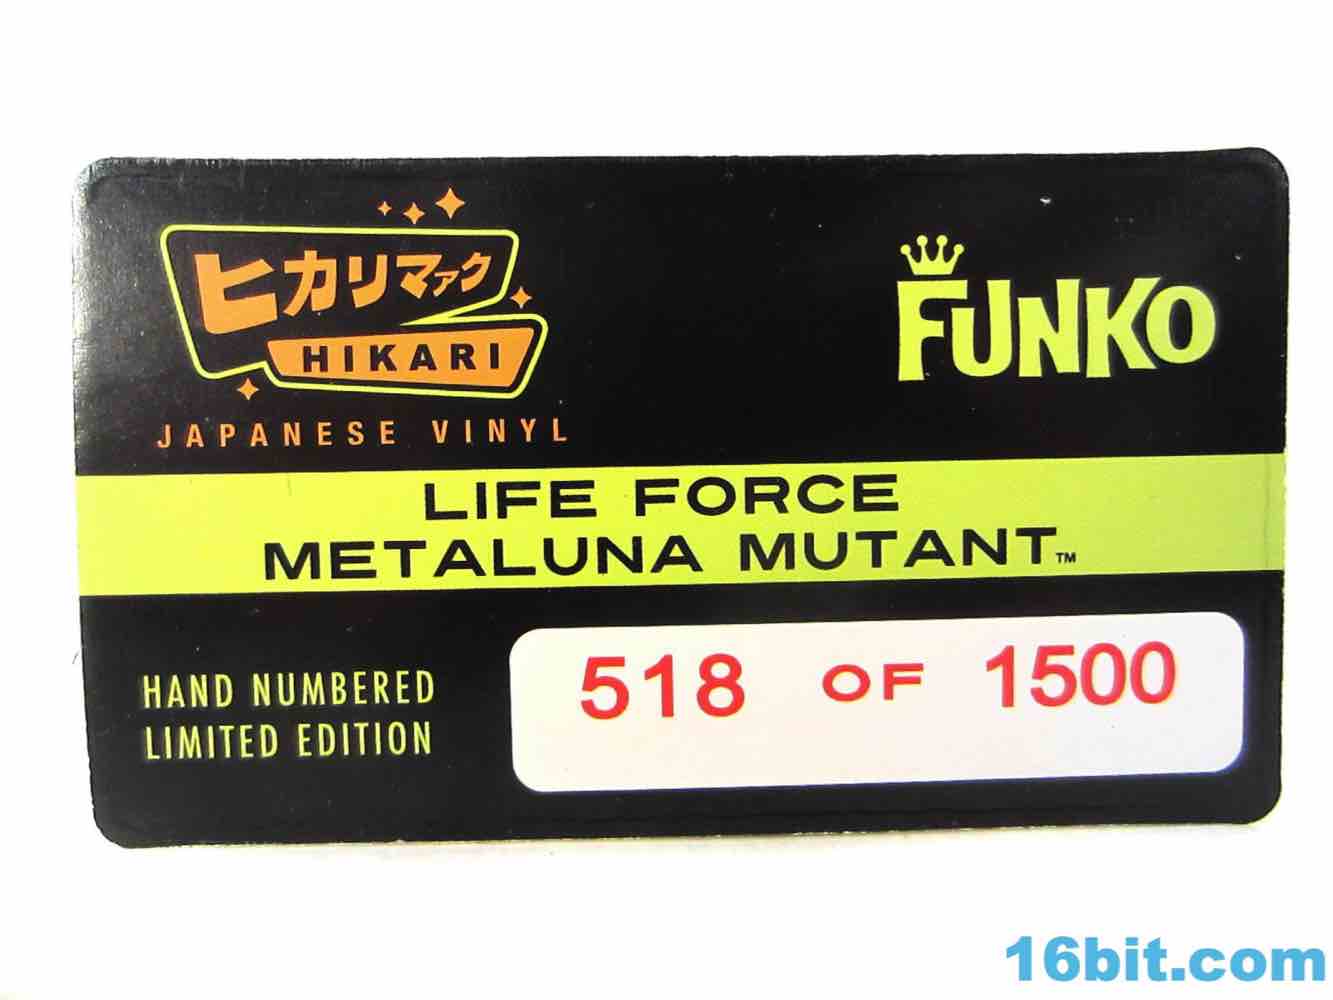 ヒカリマァク
HIKARI
JAPANESE VINYL
FUNKO
LIFE FORCE
METALUNA MUTANT™
HAND NUMBERED
LIMITED EDITION
518 OF 1500
16bit.com